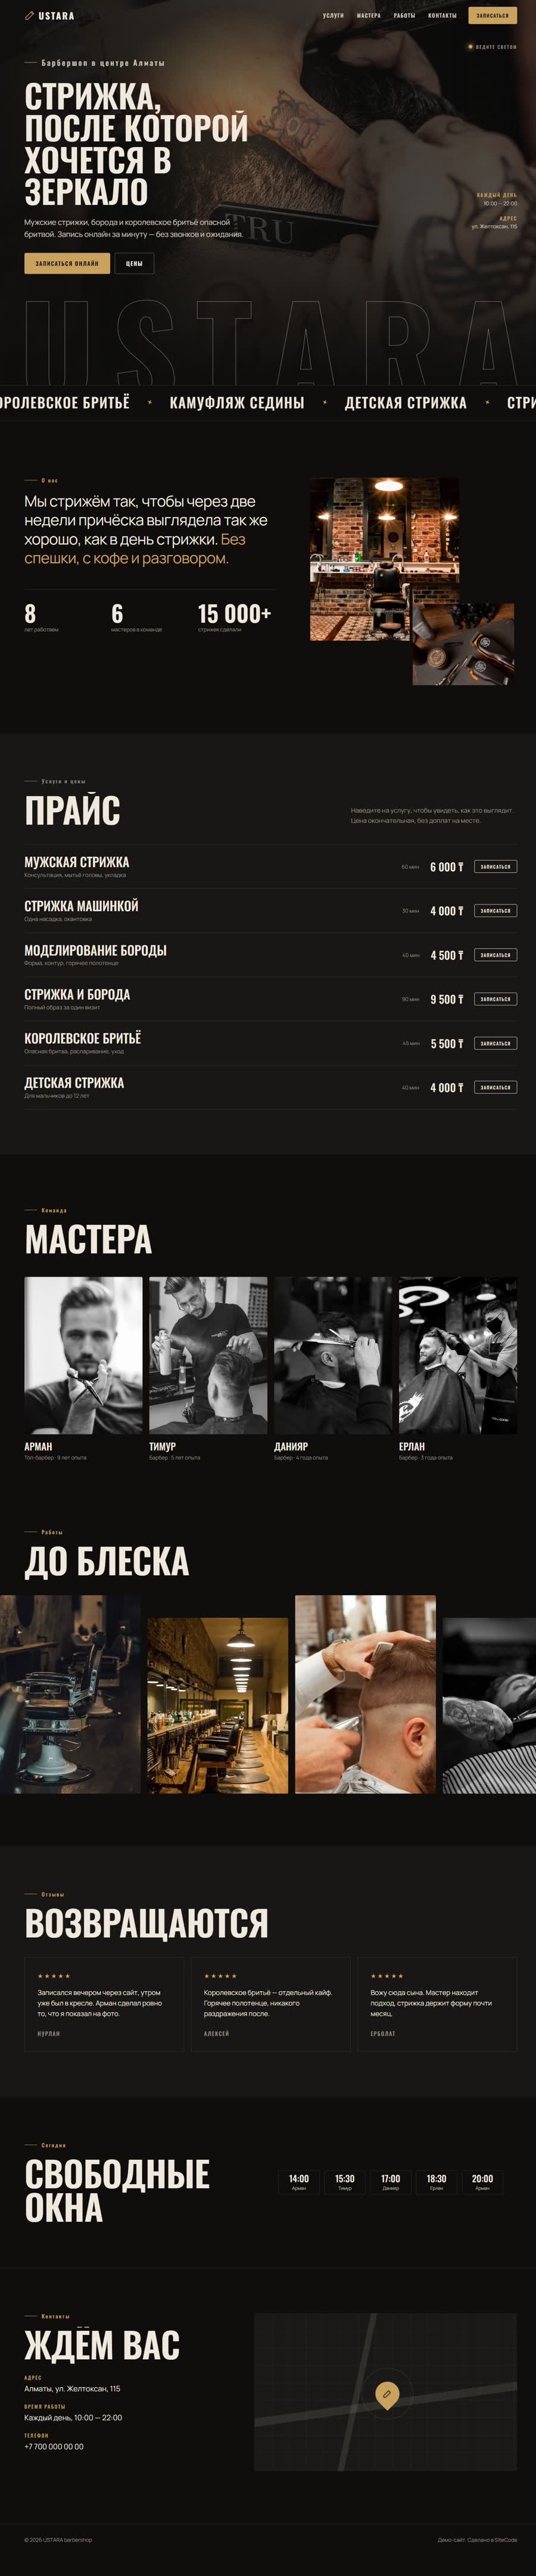 USTARA
УСЛУГИ
МАСТЕРА
РАБОТЫ
КОНТАКТЫ
ЗАПИСАТЬСЯ
ВЕДИТЕ СВЕТОМ
Барбершоп в центре Алматы
СТРИЖКА,
ПОСЛЕ КОТОРОЙ
ХОЧЕТСЯ В
ЗЕРКАЛО
КАЖДЫЙ ДЕНЬ
10:00 — 22:00
АДРЕС
ул. Желтоксан, 115
Мужские стрижки, борода и королевское бритьё опасной
бритвой. Запись онлайн за минуту — без звонков и ожидания.
TRU
ЗАПИСАТЬСЯ ОНЛАЙН
ЦЕНЫ
USTARA
ОРОЛЕВСКОЕ БРИТЬЁ
КАМУФЛЯЖ СЕДИНЫ
ДЕТСКАЯ СТРИЖКА
СТРИ
О нас
Мы стрижём так, чтобы через две
недели причёска выглядела так же
хорошо, как в день стрижки. Без
спешки, с кофе и разговором.
8
лет работаем
6
мастеров в команде
15 000+
стрижек сделали
Услуги и цены
ПРАЙС
Наведите на услугу, чтобы увидеть, как это выглядит.
Цена окончательная, без доплат на месте.
МУЖСКАЯ СТРИЖКА
Консультация, мытьё головы, укладка
60 мин
6 000 ₸
ЗАПИСАТЬСЯ
СТРИЖКА МАШИНКОЙ
Одна насадка, окантовка
30 мин
4 000 ₸
ЗАПИСАТЬСЯ
МОДЕЛИРОВАНИЕ БОРОДЫ
Форма, контур, горячее полотенце
40 мин
4 500 ₸
ЗАПИСАТЬСЯ
СТРИЖКА И БОРОДА
Полный образ за один визит
90 мин
9 500 ₸
ЗАПИСАТЬСЯ
КОРОЛЕВСКОЕ БРИТЬЁ
Опасная бритва, распаривание, уход
45 мин
5 500 ₸
ЗАПИСАТЬСЯ
ДЕТСКАЯ СТРИЖКА
Для мальчиков до 12 лет
40 мин
4 000 ₸
ЗАПИСАТЬСЯ
Команда
МАСТЕРА
АРМАН
Топ-барбер · 9 лет опыта
ТИМУР
Барбер · 5 лет опыта
ДАНИЯР
Барбер · 4 года опыта
ЕРЛАН
Барбер · 3 года опыта
Работы
ДО БЛЕСКА
Отзывы
ВОЗВРАЩАЮТСЯ
★★★★★
Записался вечером через сайт, утром
уже был в кресле. Арман сделал ровно
то, что я показал на фото.
НУРЛАН
★★★★★
Королевское бритьё — отдельный кайф.
Горячее полотенце, никакого
раздражения после.
АЛЕКСЕЙ
★★★★★
Вожу сюда сына. Мастер находит
подход, стрижка держит форму почти
месяц.
ЕРБОЛАТ
Сегодня
СВОБОДНЫЕ
ОКНА
14:00
Арман
15:30
Тимур
17:00
Данияр
18:30
Ерлан
20:00
Арман
Контакты
ЖДЁМ ВАС
АДРЕС
Алматы, ул. Желтоксан, 115
ВРЕМЯ РАБОТЫ
Каждый день, 10:00 — 22:00
ТЕЛЕФОН
+7 700 000 00 00
© 2026 USTARA barbershop
Демо-сайт. Сделано в SiteCode